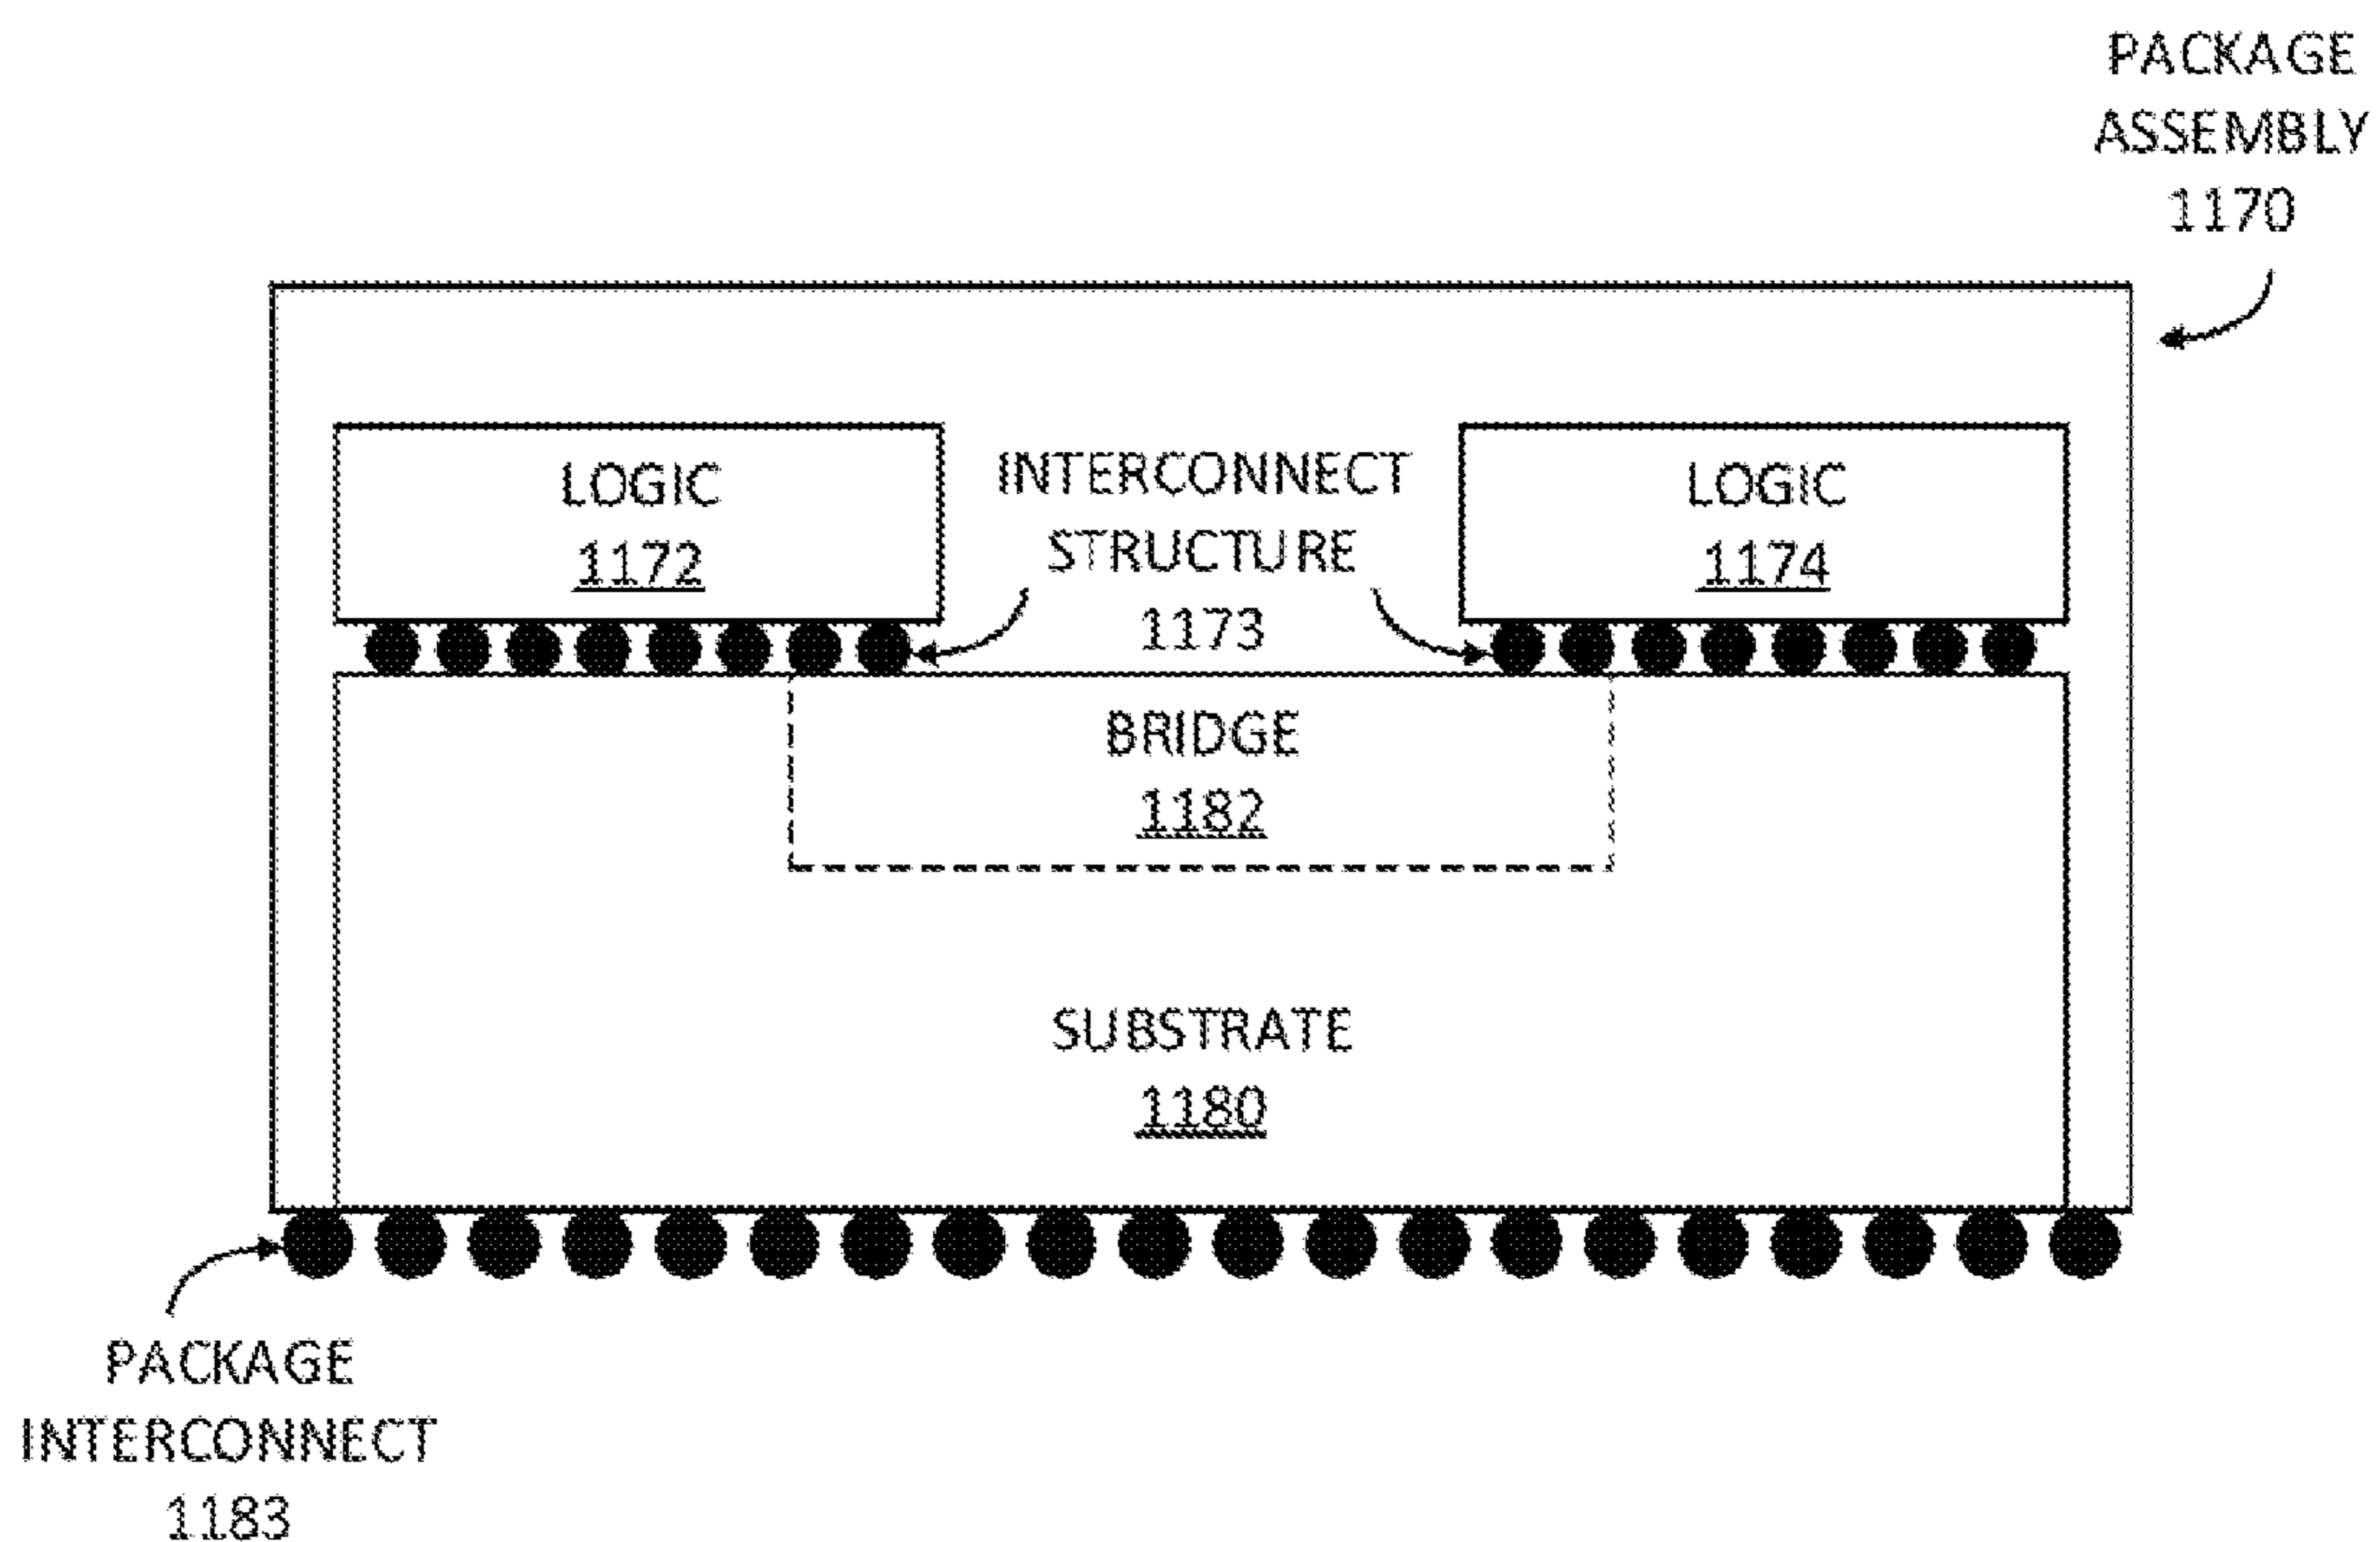 PACKAGE
ASSEMBLY
1170
LOGIC
1172
INTERCONNECT
STRUCTURE
1173
LOGIC
1174
BRIDGE
1182
SUBSTRATE
1180
PACKAGE
INTERCONNECT
1183